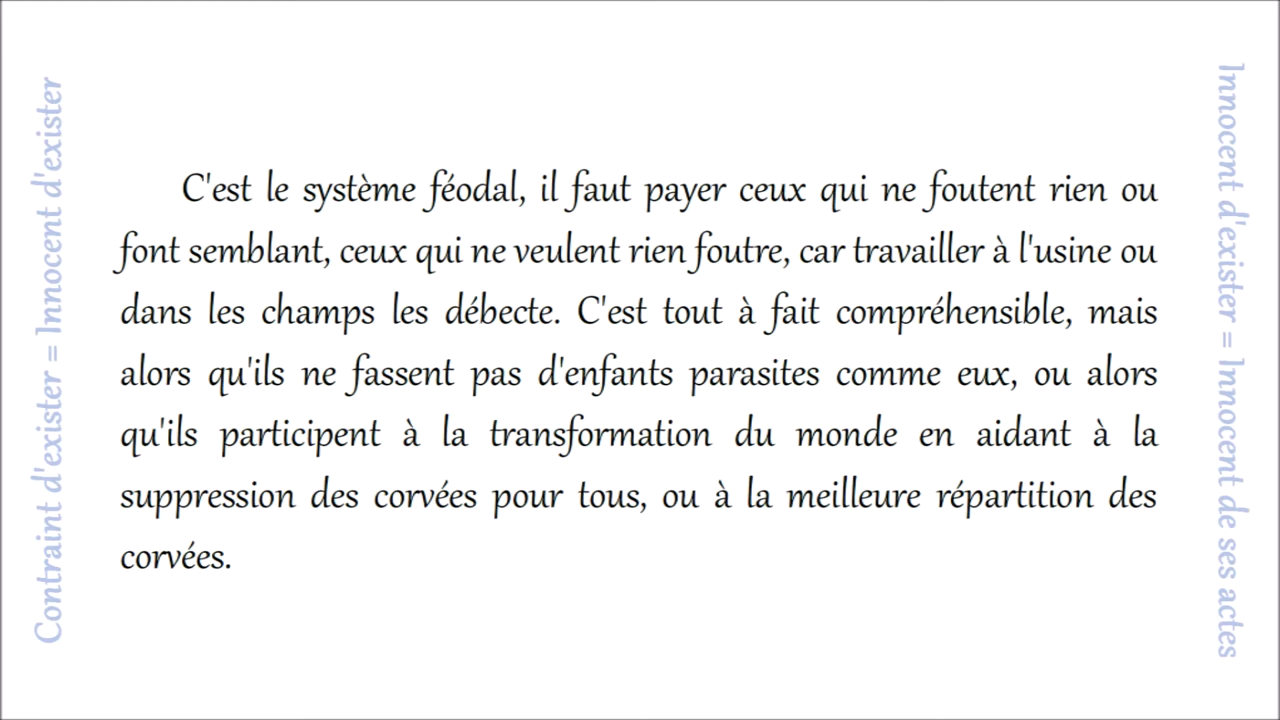 Contraint d'exister = Innocent d'exister
C'est le système féodal, il faut payer ceux qui ne foutent rien ou
font semblant, ceux qui ne veulent rien foutre, car travailler à l'usine ou
dans les champs les débecte. C'est tout à fait compréhensible, mais
alors qu'ils ne fassent pas d'enfants parasites comme eux, ou alors
qu'ils participent à la transformation du monde en aidant à la
suppression des corvées pour tous, ou à la meilleure répartition des
corvées.
Innocent d'exister = Innocent de ses actes